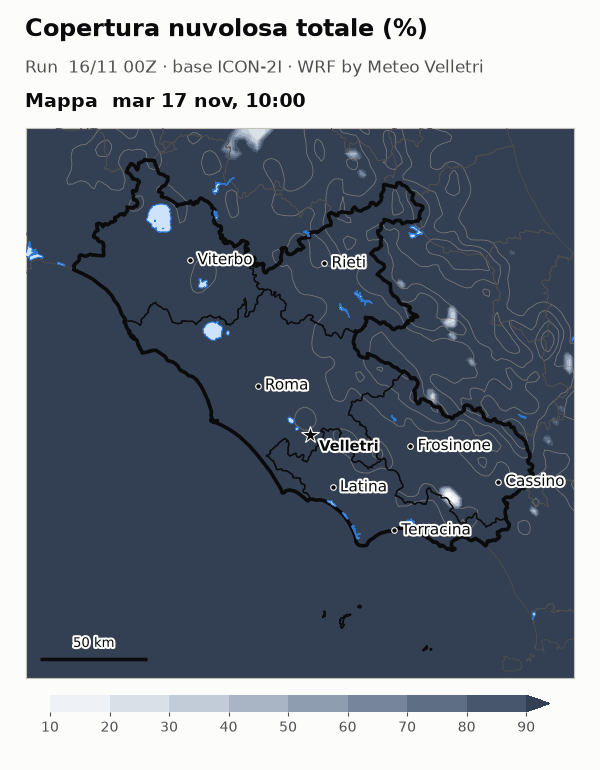 Copertura nuvolosa totale (%)
Run  16/11 00Z · base ICON-2I · WRF by Meteo Velletri
Mappa  mar 17 nov, 10:00
Viterbo
Rieti
Roma
Velletri
Frosinone
Cassino
Latina
Terracina
50 km
10 20 30 40 50 60 70 80 90